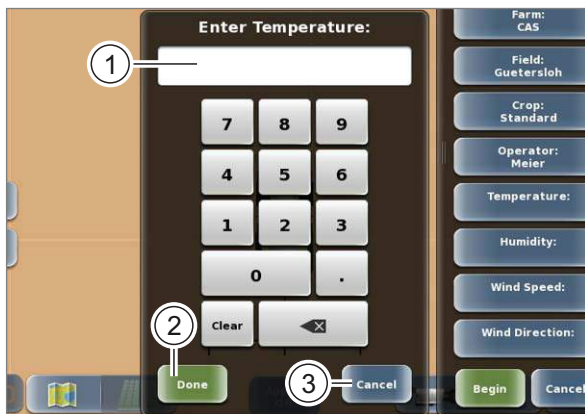 Enter Temperature:
1
7 8 9
4 5 6
1 2 3
0 .
Clear
2
Done
3
Cancel
Farm:
CAS
Field:
Guetersloh
Crop:
Standard
Operator:
Meier
Temperature:
Humidity:
Wind Speed:
Wind Direction:
Begin
Cancel